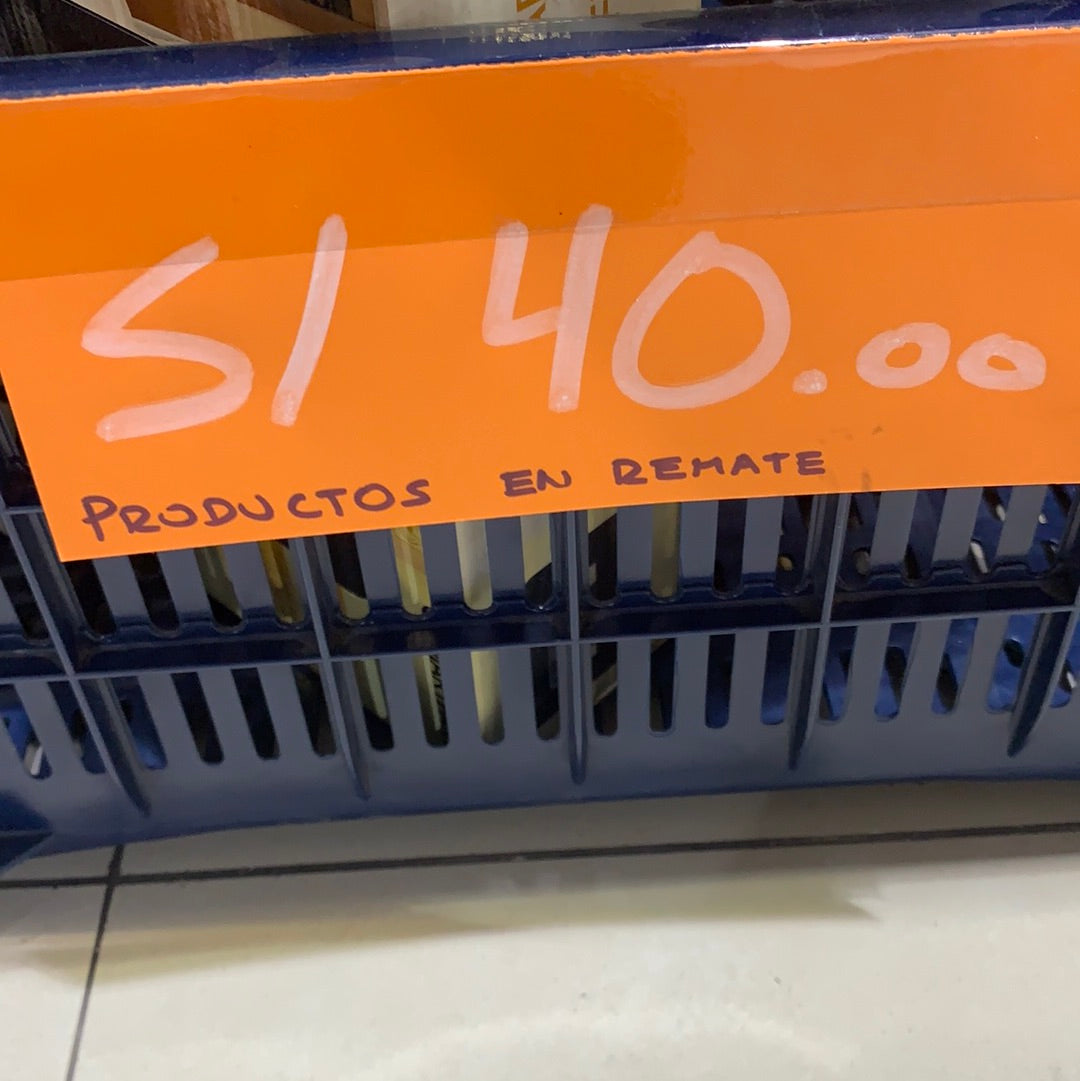 S/ 40.00
PRODUCTOS EN REMATE